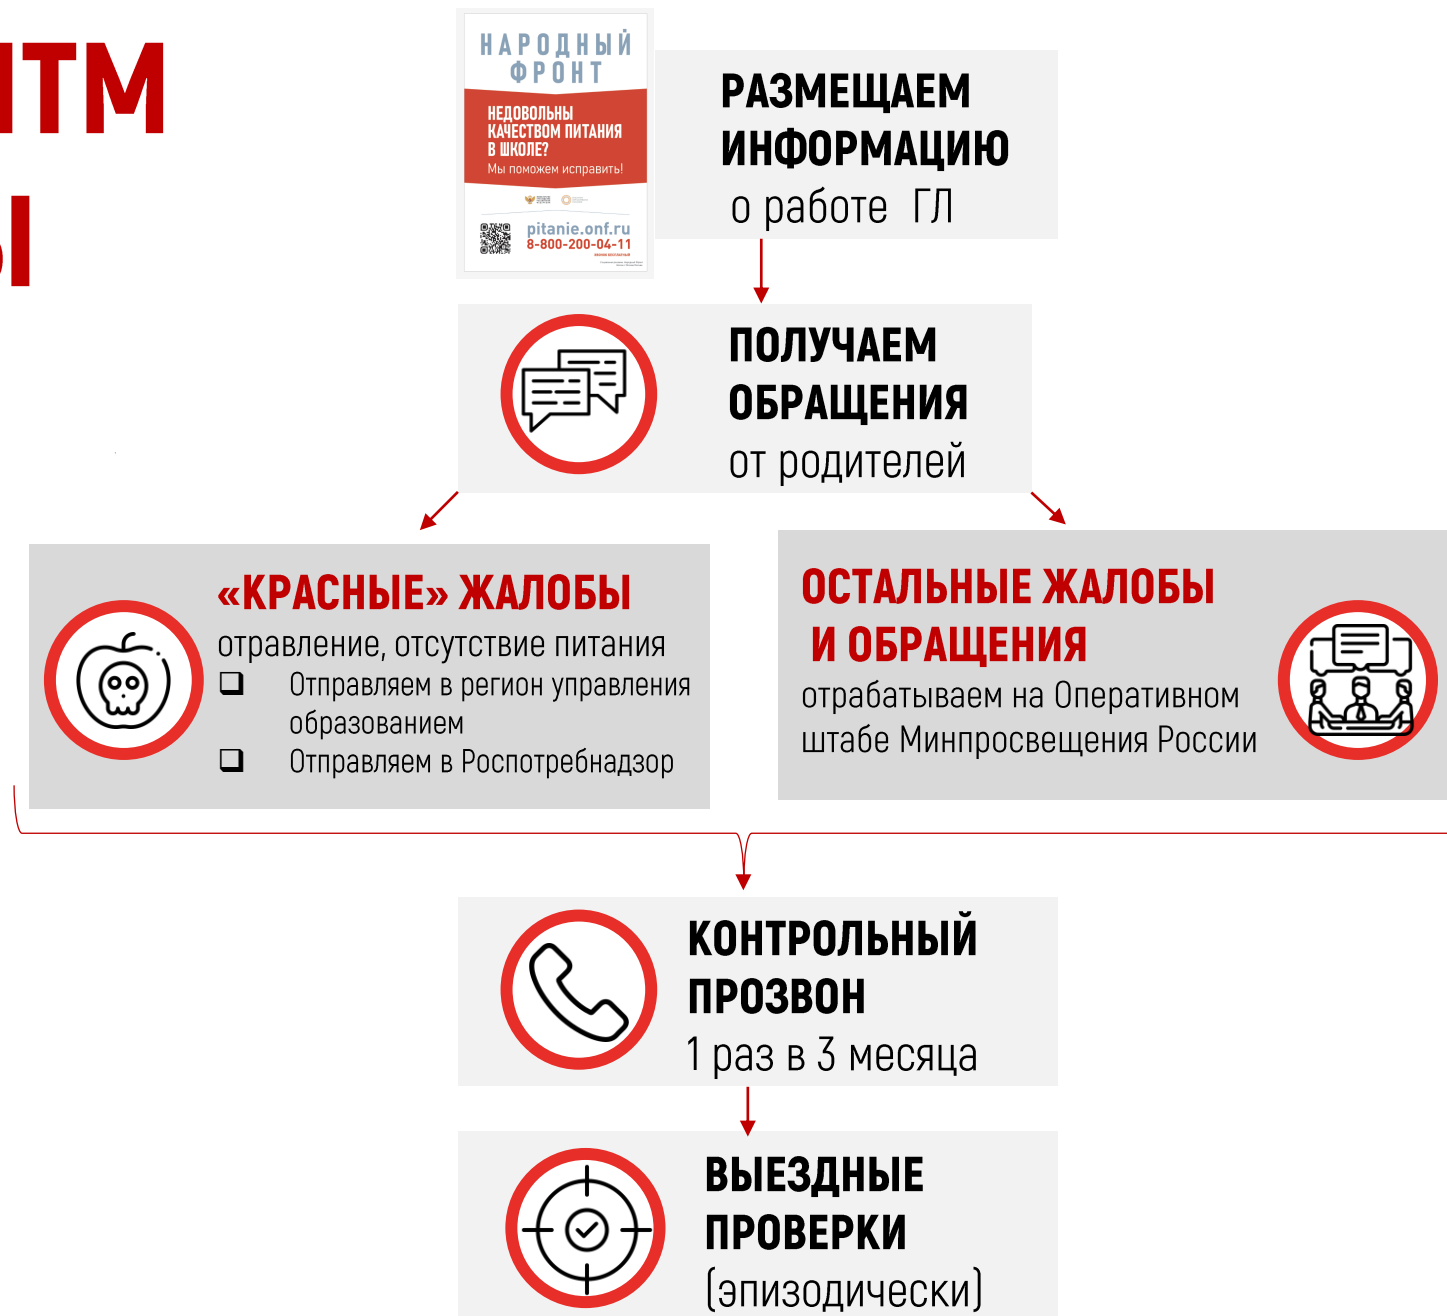 ИТМ
Ы
НАРОДНЫЙ
ФРОНТ
НЕДОВОЛЬНЫ
КАЧЕСТВОМ ПИТАНИЯ
В ШКОЛЕ?
Мы поможем исправить!
pitanie.onf.ru
8-800-200-04-11
РАЗМЕЩАЕМ
ИНФОРМАЦИЮ
о работе ГЛ
ПОЛУЧАЕМ
ОБРАЩЕНИЯ
от родителей
«КРАСНЫЕ» ЖАЛОБЫ
отравление, отсутствие питания
❑ Отправляем в регион управления
образованием
❑ Отправляем в Роспотребнадзор
ОСТАЛЬНЫЕ ЖАЛОБЫ
И ОБРАЩЕНИЯ
отрабатываем на Оперативном
штабе Минпросвещения России
КОНТРОЛЬНЫЙ
ПРОЗВОН
1 раз в 3 месяца
ВЫЕЗДНЫЕ
ПРОВЕРКИ
(эпизодически)